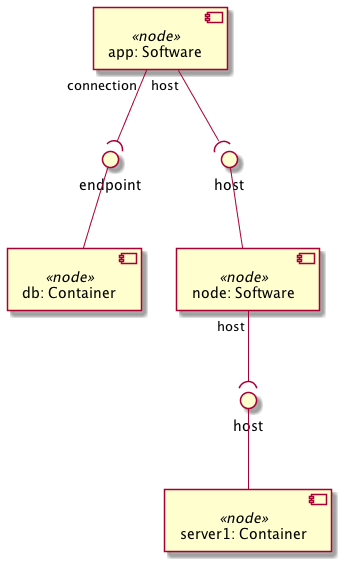 «node»
app: Software
connection
host
endpoint
host
«node»
db: Container
«node»
node: Software
host
host
«node»
server1: Container